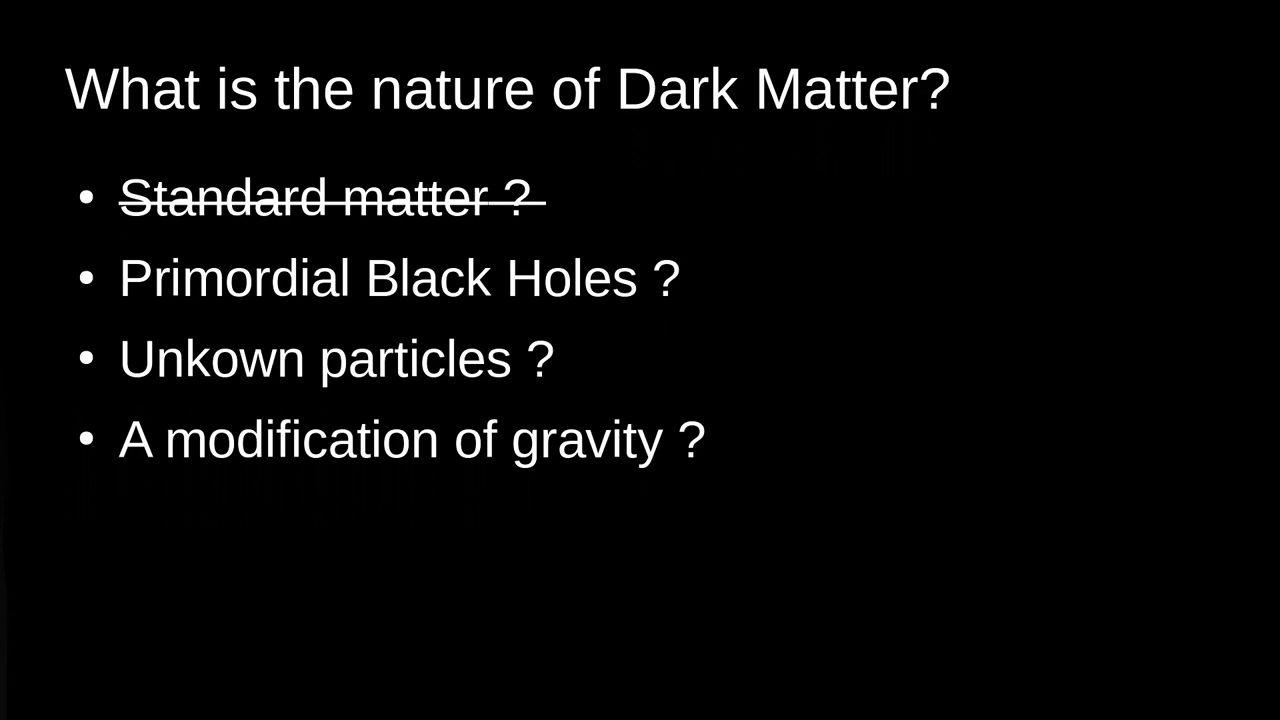 What is the nature of Dark Matter?
• Standard matter ?
• Primordial Black Holes ?
• Unkown particles ?
• A modification of gravity ?